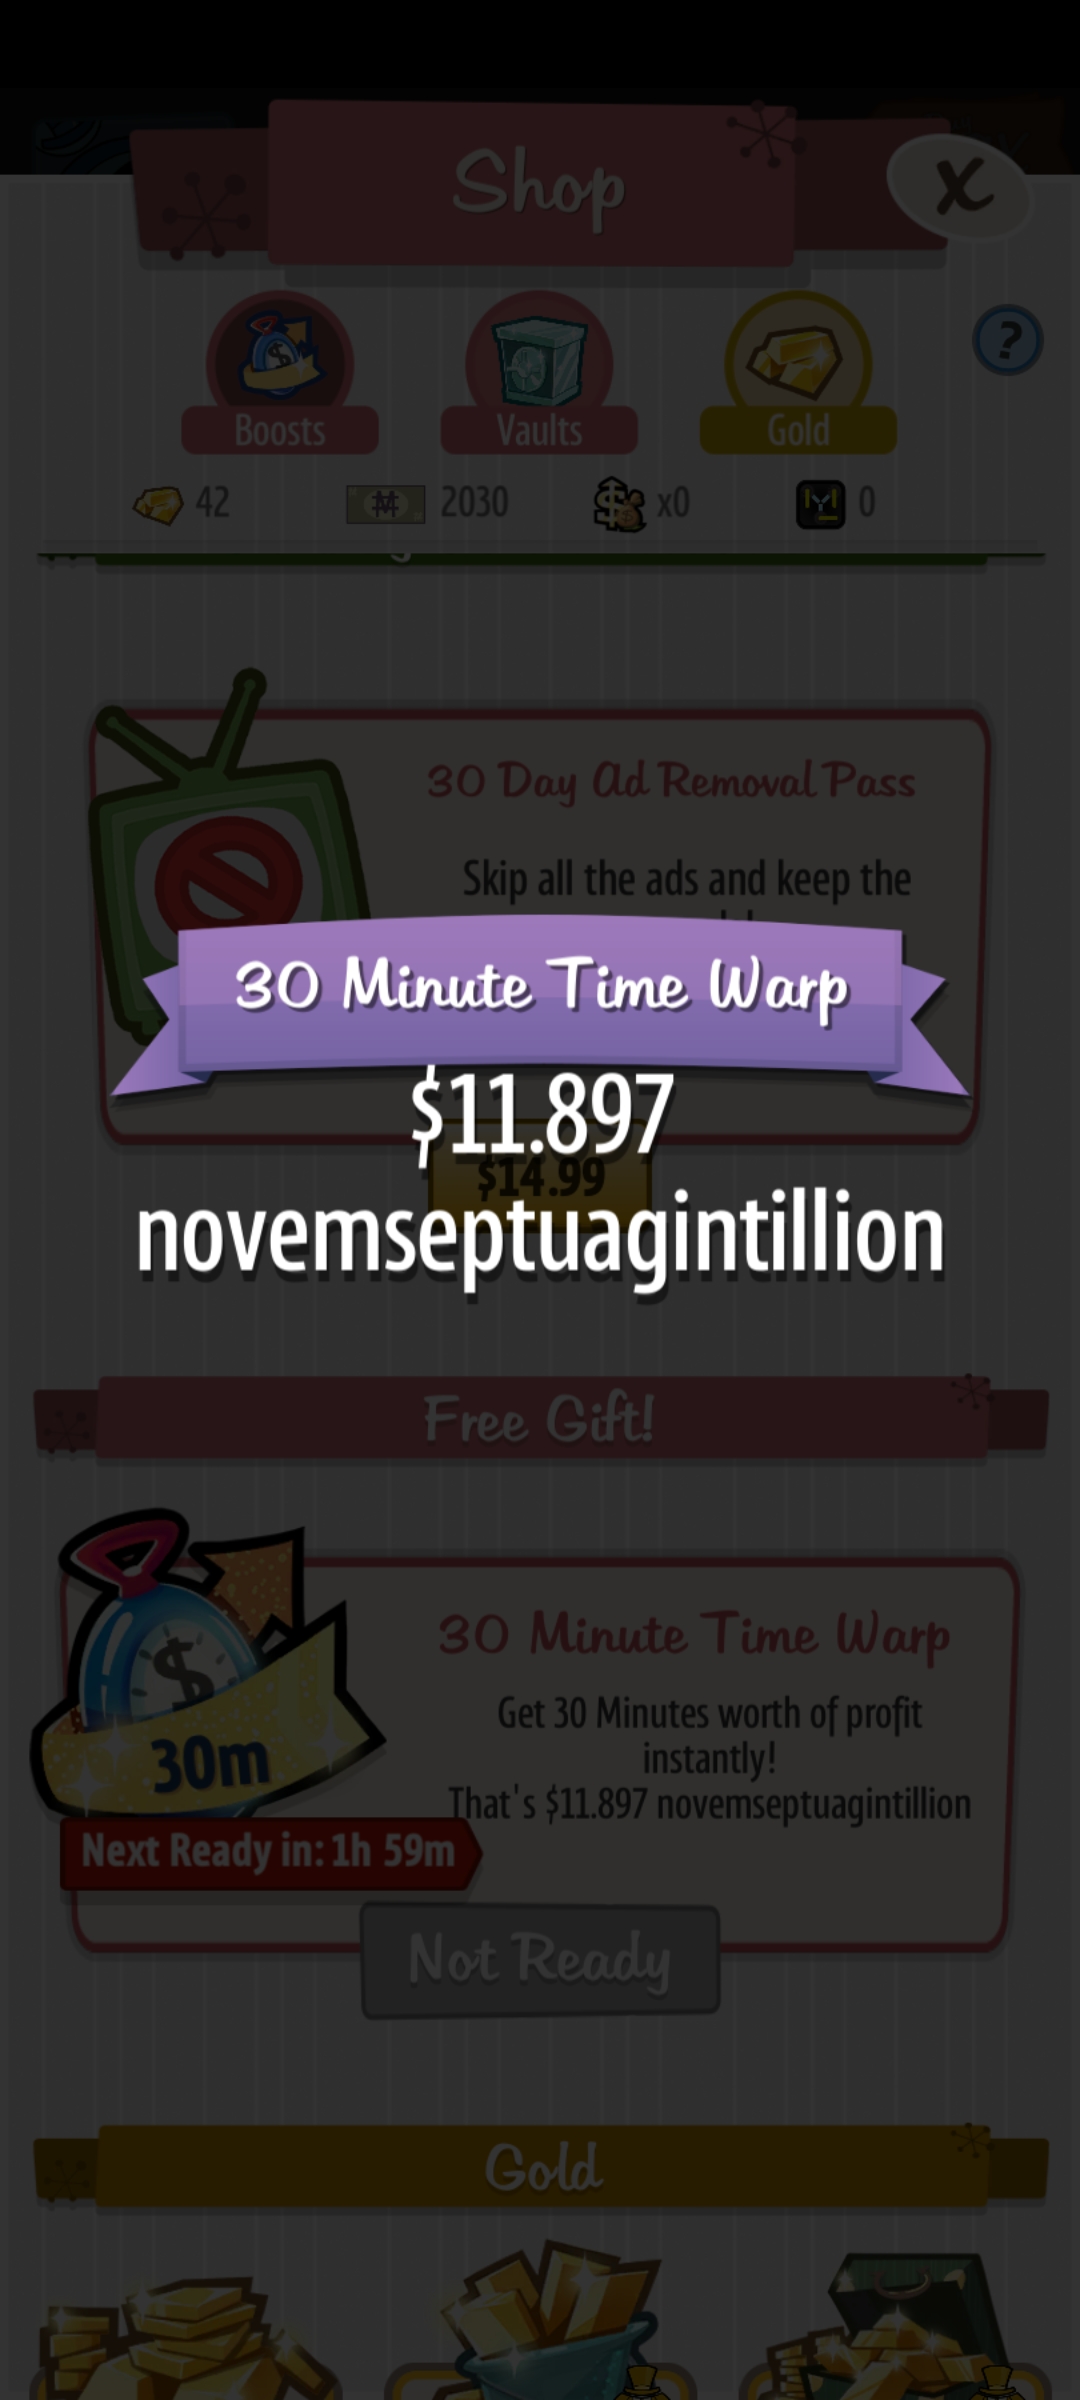 Shop
X
?
Boosts Vaults Gold
42 2030 x0 0
30 Day Ad Removal Pass
Skip all the ads and keep the
30 Minute Time Warp
$11.897
$14.99
novemseptuagintillion
Free Gift!
30 Minute Time Warp
Get 30 Minutes worth of profit
instantly!
That's $11.897 novemseptuagintillion
30m
Next Ready in: 1h 59m
Not Ready
Gold